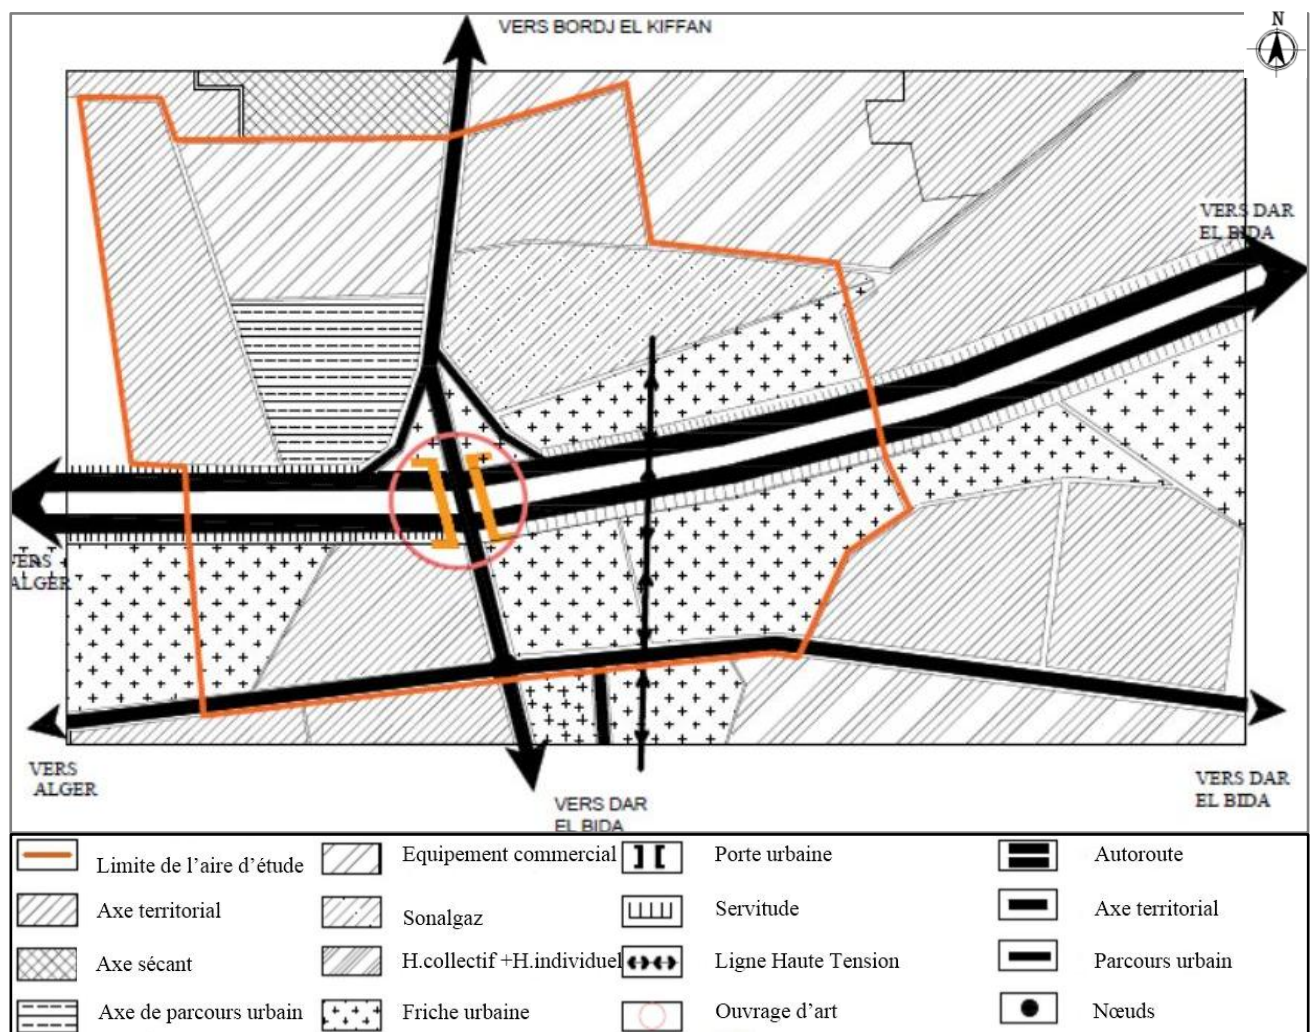 N
VERS BORDJ EL KIFFAN
VERS DAR
EL BIDA
VERS
ALGER
VERS
ALGER
VERS DAR
EL BIDA
VERS DAR
EL BIDA
Limite de l’aire d’étude
Equipement commercial
Porte urbaine
Autoroute
Axe territorial
Sonalgaz
Servitude
Axe territorial
Axe sécant
H.collectif +H.individuel
Ligne Haute Tension
Parcours urbain
Axe de parcours urbain
Friche urbaine
Ouvrage d’art
Nœuds